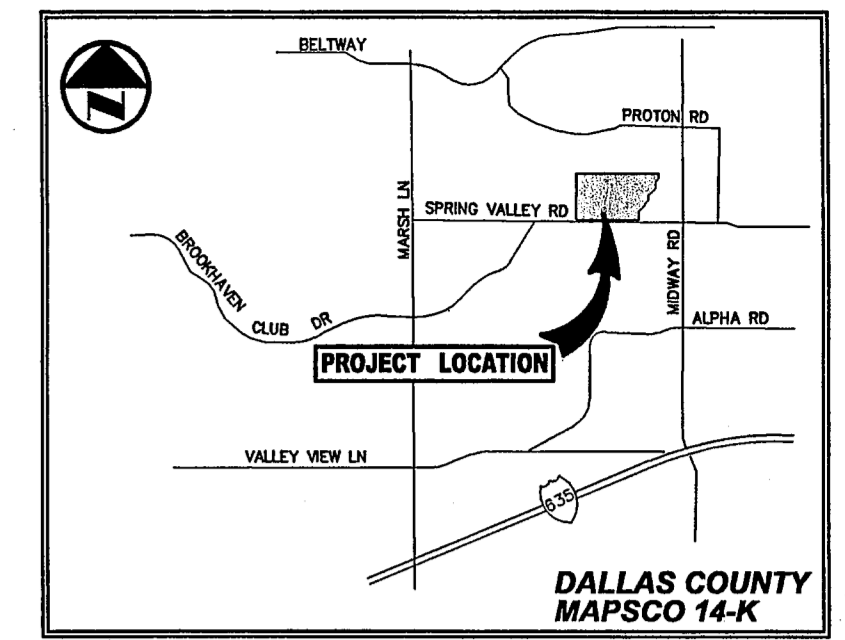 BELTWAY
N
PROTON RD
MARSH LN
SPRING VALLEY RD
MIDWAY RD
BROOKHAVEN
CLUB DR
ALPHA RD
PROJECT LOCATION
VALLEY VIEW LN
635
DALLAS COUNTY
MAPSCO 14-K